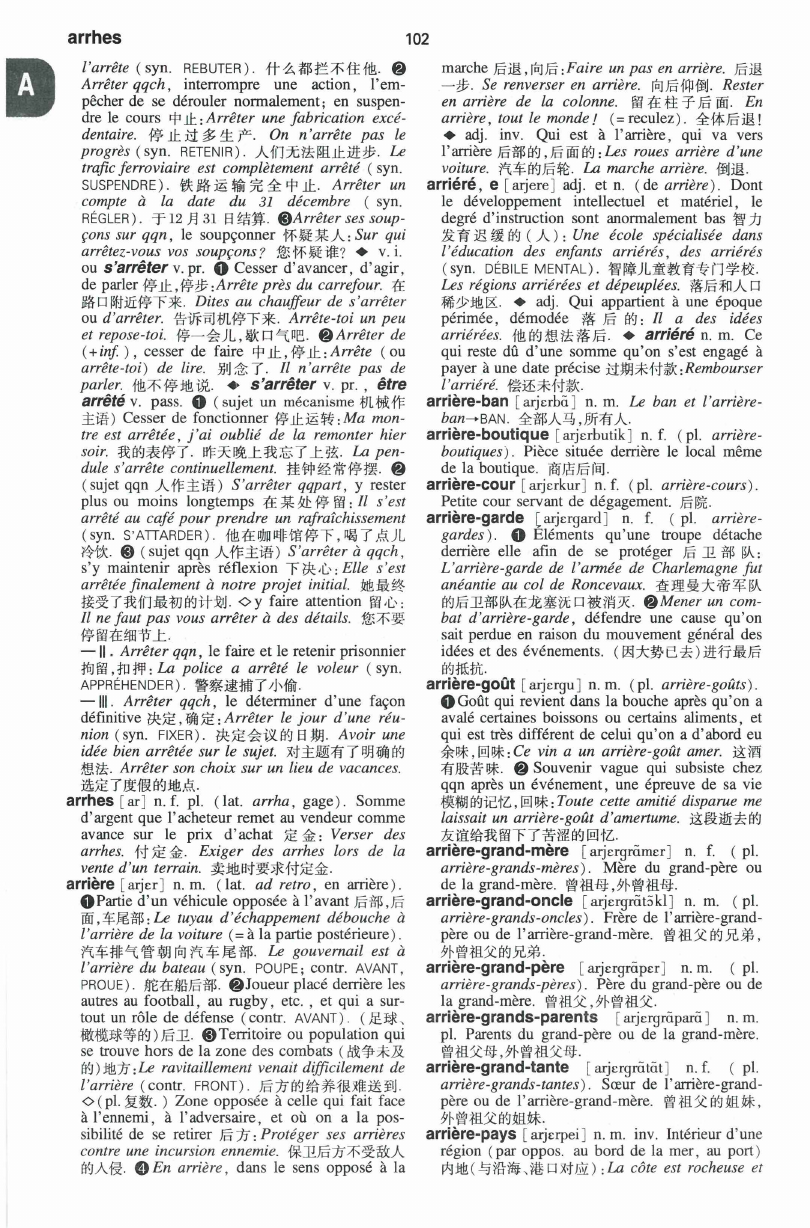 arrhes
102
A
l'arrête (syn. REBUTER). 什么都拦不住他. ❷
Arrêter qqch, interrompre une action, l'em-
pêcher de se dérouler normalement; en suspen-
dre le cours 中止:Arrêter une fabrication excé-
dentaire. 停止过多生产. On n'arrête pas le
progrès (syn. RETENIR). 人们无法阻止进步. Le
trafic ferroviaire est complètement arrêté (syn.
SUSPENDRE). 铁路运输完全中止. Arrêter un
compte à la date du 31 décembre (syn.
RÉGLER). 于12月31日结算. ❸Arrêter ses soup-
çons sur qqn, le soupçonner 怀疑某人:Sur qui
arrêtez-vous vos soupçons? 您怀疑谁? ◆ v. i.
ou s'arrêter v. pr. ❶ Cesser d'avancer, d'agir,
de parler 停止,停步:Arrête près du carrefour. 在
路口附近停下来. Dites au chauffeur de s'arrêter
ou d'arrêter. 告诉司机停下来. Arrête-toi un peu
et repose-toi. 停一会儿,歇口气吧. ❷Arrêter de
(+inf.), cesser de faire 中止,停止:Arrête (ou
arrête-toi) de lire. 别念了. Il n'arrête pas de
parler. 他不停地说. ◆ s'arrêter v. pr., être
arrêté v. pass. ❶ (sujet un mécanisme 机械作
主语) Cesser de fonctionner 停止运转:Ma mon-
tre est arrêtée, j'ai oublié de la remonter hier
soir. 我的表停了. 昨天晚上我忘了上弦. La pen-
dule s'arrête continuellement. 挂钟经常停摆. ❷
(sujet qqn 人作主语) S'arrêter qqpart, y rester
plus ou moins longtemps 在某处停留:Il s'est
arrêté au café pour prendre un rafraîchissement
(syn. S'ATTARDER). 他在咖啡馆停下,喝了点儿
冷饮. ❸ (sujet qqn 人作主语) S'arrêter à qqch,
s'y maintenir après réflexion 下决心:Elle s'est
arrêtée finalement à notre projet initial. 她最终
接受了我们最初的计划. ◇y faire attention 留心:
Il ne faut pas vous arrêter à des détails. 您不要
停留在细节上.
—Ⅱ. Arrêter qqn, le faire et le retenir prisonnier
拘留,扣押:La police a arrêté le voleur (syn.
APPRÉHENDER). 警察逮捕了小偷.
—Ⅲ. Arrêter qqch, le déterminer d'une façon
définitive 决定,确定:Arrêter le jour d'une réu-
nion (syn. FIXER). 决定会议的日期. Avoir une
idée bien arrêtée sur le sujet. 对主题有了明确的
想法. Arrêter son choix sur un lieu de vacances.
选定了度假的地点.
arrhes [ar] n. f. pl. (lat. arrha, gage). Somme
d'argent que l'acheteur remet au vendeur comme
avance sur le prix d'achat 定金: Verser des
arrhes. 付定金. Exiger des arrhes lors de la
vente d'un terrain. 卖地时要求付定金.
arrière [arjɛr] n. m. (lat. ad retro, en arrière).
❶Partie d'un véhicule opposée à l'avant 后部,后
面,车尾部:Le tuyau d'échappement débouche à
l'arrière de la voiture (=à la partie postérieure).
汽车排气管朝向汽车尾部. Le gouvernail est à
l'arrière du bateau (syn. POUPE; contr. AVANT,
PROUE). 舵在船后部. ❷Joueur placé derrière les
autres au football, au rugby, etc., et qui a sur-
tout un rôle de défense (contr. AVANT). (足球、
橄榄球等的)后卫. ❸Territoire ou population qui
se trouve hors de la zone des combats (战争未及
的)地方:Le ravitaillement venait difficilement de
l'arrière (contr. FRONT). 后方的给养很难送到.
◇(pl. 复数.) Zone opposée à celle qui fait face
à l'ennemi, à l'adversaire, et où on a la pos-
sibilité de se retirer 后方:Protéger ses arrières
contre une incursion ennemie. 保卫后方不受敌人
的入侵. ❹En arrière, dans le sens opposé à la
marche 后退,向后:Faire un pas en arrière. 后退
一步. Se renverser en arrière. 向后仰倒. Rester
en arrière de la colonne. 留在柱子后面. En
arrière, tout le monde! (=reculez). 全体后退!
◆ adj. inv. Qui est à l'arrière, qui va vers
l'arrière 后部的,后面的:Les roues arrière d'une
voiture. 汽车的后轮. La marche arrière. 倒退.
arriéré, e [arjere] adj. et n. (de arrière). Dont
le développement intellectuel et matériel, le
degré d'instruction sont anormalement bas 智力
发育迟缓的(人): Une école spécialisée dans
l'éducation des enfants arriérés, des arriérés
(syn. DÉBILE MENTAL). 智障儿童教育专门学校.
Les régions arriérées et dépeuplées. 落后和人口
稀少地区. ◆ adj. Qui appartient à une époque
périmée, démodée 落后的: Il a des idées
arriérées. 他的想法落后. ◆ arriéré n. m. Ce
qui reste dû d'une somme qu'on s'est engagé à
payer à une date précise 过期未付款:Rembourser
l'arriéré. 偿还未付款.
arrière-ban [arjɛrbɑ̃] n. m. Le ban et l'arrière-
ban→BAN. 全部人马,所有人.
arrière-boutique [arjɛrbutik] n. f. (pl. arrière-
boutiques). Pièce située derrière le local même
de la boutique. 商店后间.
arrière-cour [arjɛrkur] n. f. (pl. arrière-cours).
Petite cour servant de dégagement. 后院.
arrière-garde [arjɛrgard] n. f. (pl. arrière-
gardes). ❶ Éléments qu'une troupe détache
derrière elle afin de se protéger 后卫部队:
L'arrière-garde de l'armée de Charlemagne fut
anéantie au col de Roncevaux. 查理曼大帝军队
的后卫部队在龙塞沃口被消灭. ❷Mener un com-
bat d'arrière-garde, défendre une cause qu'on
sait perdue en raison du mouvement général des
idées et des événements. (因大势已去)进行最后
的抵抗.
arrière-goût [arjɛrgu] n. m. (pl. arrière-goûts).
❶Goût qui revient dans la bouche après qu'on a
avalé certaines boissons ou certains aliments, et
qui est très différent de celui qu'on a d'abord eu
余味,回味:Ce vin a un arrière-goût amer. 这酒
有股苦味. ❷ Souvenir vague qui subsiste chez
qqn après un événement, une épreuve de sa vie
模糊的记忆,回味:Toute cette amitié disparue me
laissait un arrière-goût d'amertume. 这段逝去的
友谊给我留下了苦涩的回忆.
arrière-grand-mère [arjɛrgrɑ̃mɛr] n. f. (pl.
arrière-grands-mères). Mère du grand-père ou
de la grand-mère. 曾祖母,外曾祖母.
arrière-grand-oncle [arjɛrgrɑ̃tɔ̃kl] n. m. (pl.
arrière-grands-oncles). Frère de l'arrière-grand-
père ou de l'arrière-grand-mère. 曾祖父的兄弟,
外曾祖父的兄弟.
arrière-grand-père [arjɛrgrɑ̃pɛr] n. m. (pl.
arrière-grands-pères). Père du grand-père ou de
la grand-mère. 曾祖父,外曾祖父.
arrière-grands-parents [arjɛrgrɑ̃parɑ̃] n. m.
pl. Parents du grand-père ou de la grand-mère.
曾祖父母,外曾祖父母.
arrière-grand-tante [arjɛrgrɑ̃tɑ̃t] n. f. (pl.
arrière-grands-tantes). Sœur de l'arrière-grand-
père ou de l'arrière-grand-mère. 曾祖父的姐妹,
外曾祖父的姐妹.
arrière-pays [arjɛrpei] n. m. inv. Intérieur d'une
région (par oppos. au bord de la mer, au port)
内地(与沿海、港口对应):La côte est rocheuse et